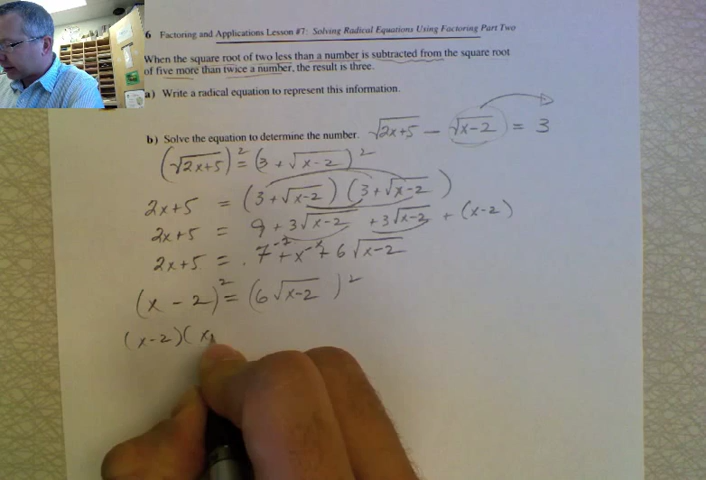 6 Factoring and Applications Lesson #7: Solving Radical Equations Using Factoring Part Two
When the square root of two less than a number is subtracted from the square root
of five more than twice a number, the result is three.
a) Write a radical equation to represent this information.
b) Solve the equation to determine the number. √(2x+5) − √(x−2) = 3
(√(2x+5))² = (3 + √(x−2))²
2x+5 = (3+√(x−2))(3+√(x−2))
2x+5 = 9 + 3√(x−2) + 3√(x−2) + (x−2)
2x+5 = 7 + x + 6√(x−2)
(x − 2)² = (6√(x−2))²
(x−2)(x